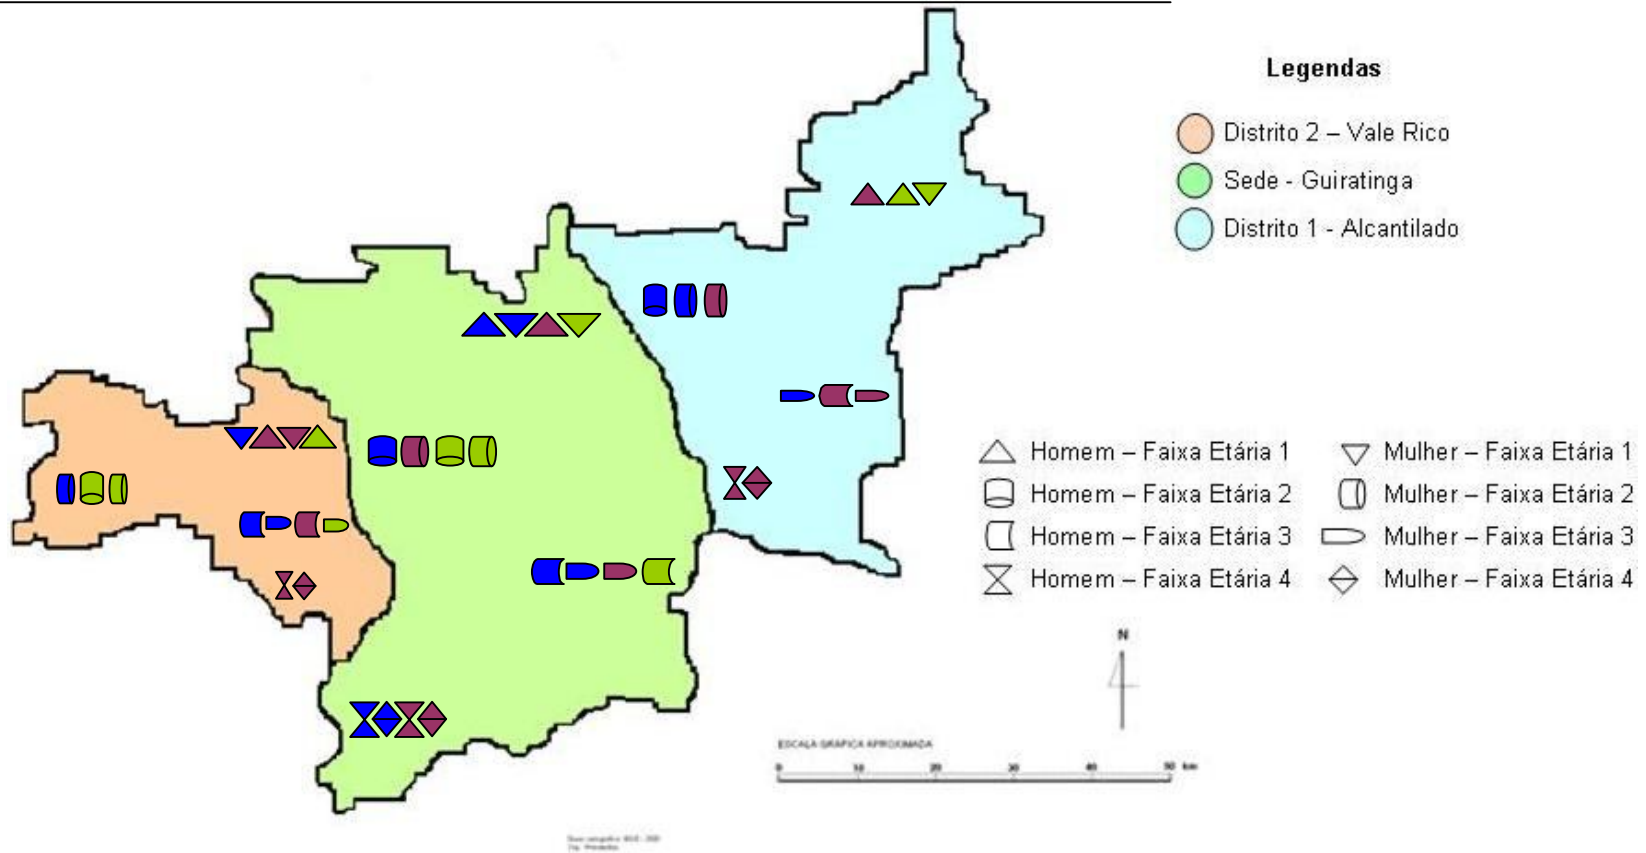 Legendas
Distrito 2 – Vale Rico
Sede - Guiratinga
Distrito 1 - Alcantilado
Homem – Faixa Etária 1
Mulher – Faixa Etária 1
Homem – Faixa Etária 2
Mulher – Faixa Etária 2
Homem – Faixa Etária 3
Mulher – Faixa Etária 3
Homem – Faixa Etária 4
Mulher – Faixa Etária 4
N
ESCALA GRÁFICA APROXIMADA
0 10 20 30 40 50 km